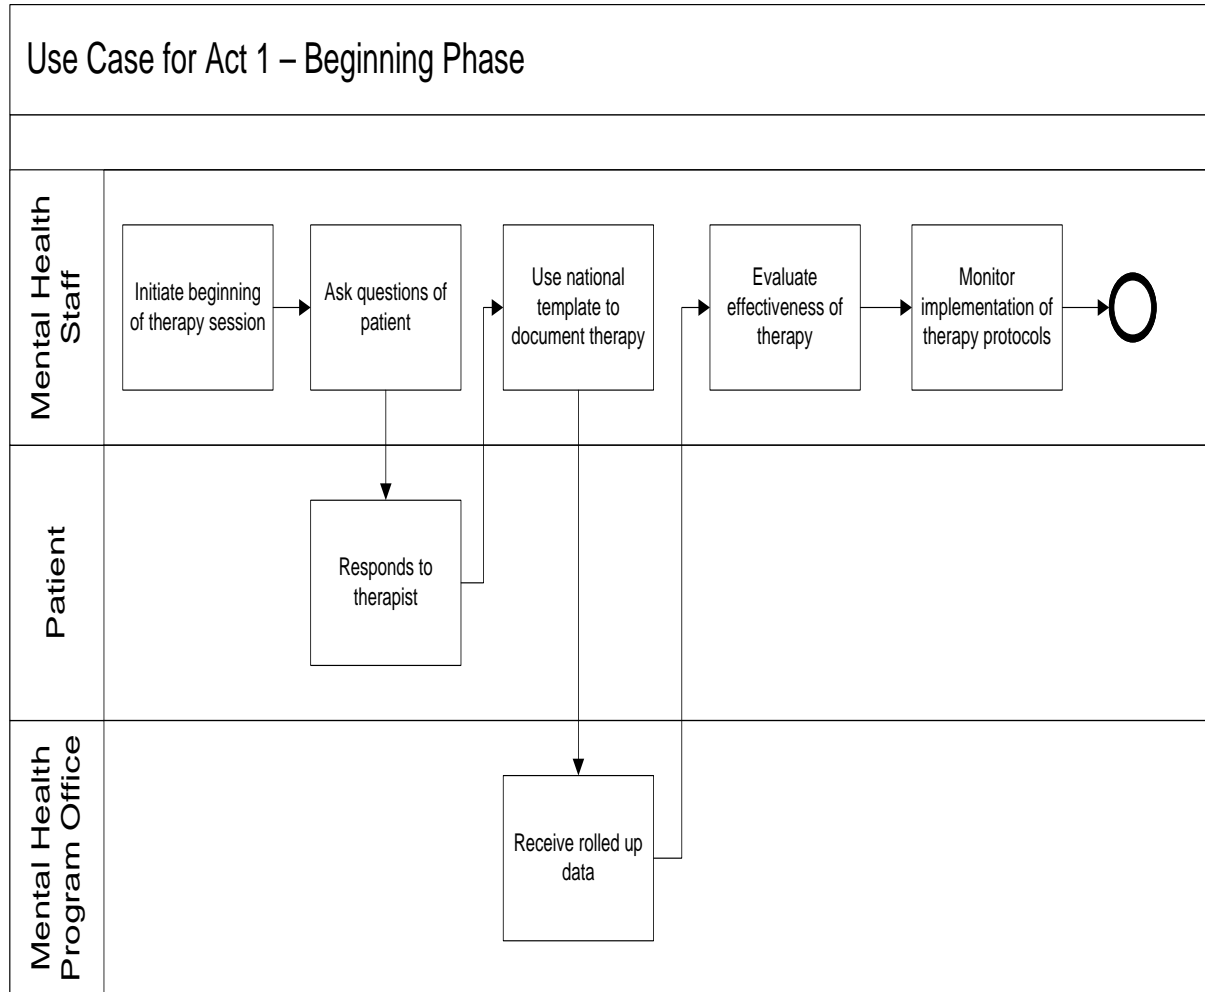 Use Case for Act 1 – Beginning Phase
Mental Health
Staff
Initiate beginning
of therapy session
Ask questions of
patient
Use national
template to
document therapy
Evaluate
effectiveness of
therapy
Monitor
implementation of
therapy protocols
Patient
Responds to
therapist
Mental Health
Program Office
Receive rolled up
data